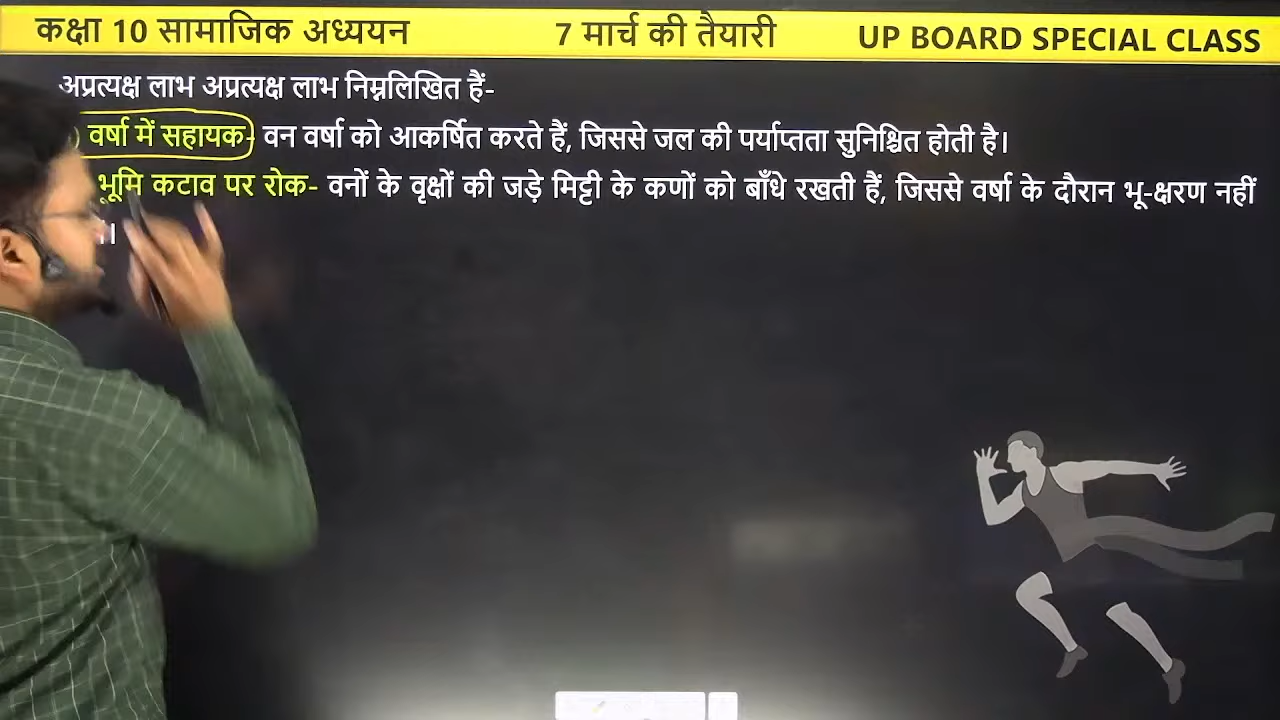 कक्षा 10 सामाजिक अध्ययन 7 मार्च की तैयारी UP BOARD SPECIAL CLASS
अप्रत्यक्ष लाभ अप्रत्यक्ष लाभ निम्नलिखित हैं-
वर्षा में सहायक- वन वर्षा को आकर्षित करते हैं, जिससे जल की पर्याप्तता सुनिश्चित होती है।
भूमि कटाव पर रोक- वनों के वृक्षों की जड़े मिट्टी के कणों को बाँधे रखती हैं, जिससे वर्षा के दौरान भू-क्षरण नहीं